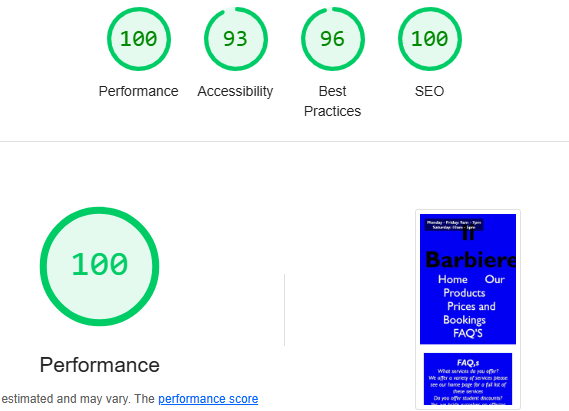 100
93
96
100
Performance
Accessibility
Best
Practices
SEO
100
Performance
estimated and may vary. The performance score
Monday - Friday: 9am - 7pm
Saturday: 10am - 5pm
Il
Barbiere
Home Our
Products
Prices and
Bookings
FAQ'S
FAQ,s
What services do you offer?
We offer a variety of services please
see our home page for a full list of
these services
Do you offer student discounts?